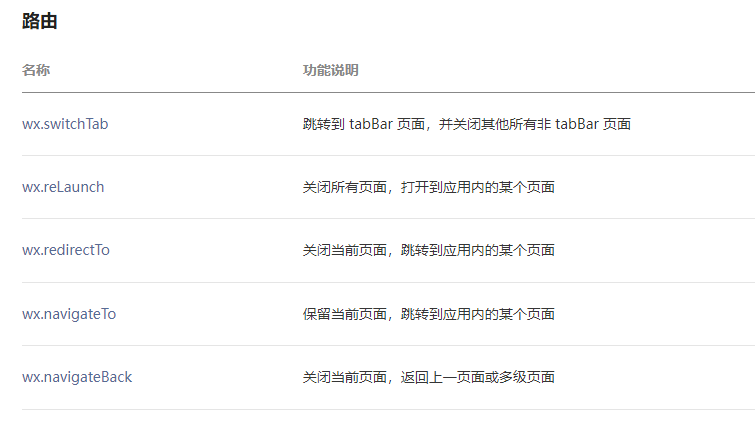 路由
名称 功能说明
wx.switchTab 跳转到 tabBar 页面，并关闭其他所有非 tabBar 页面
wx.reLaunch 关闭所有页面，打开到应用内的某个页面
wx.redirectTo 关闭当前页面，跳转到应用内的某个页面
wx.navigateTo 保留当前页面，跳转到应用内的某个页面
wx.navigateBack 关闭当前页面，返回上一页面或多级页面